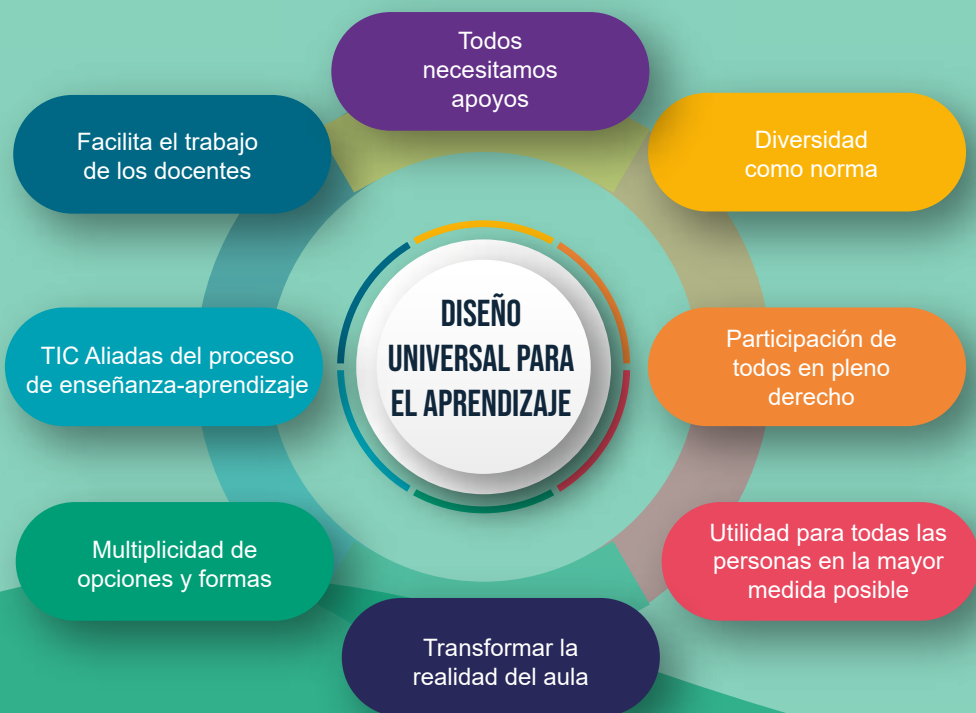 Todos
necesitamos
apoyos
Facilita el trabajo
de los docentes
Diversidad
como norma
DISEÑO
UNIVERSAL PARA
EL APRENDIZAJE
TIC Aliadas del proceso
de enseñanza-aprendizaje
Participación de
todos en pleno
derecho
Multiplicidad de
opciones y formas
Utilidad para todas las
personas en la mayor
medida posible
Transformar la
realidad del aula